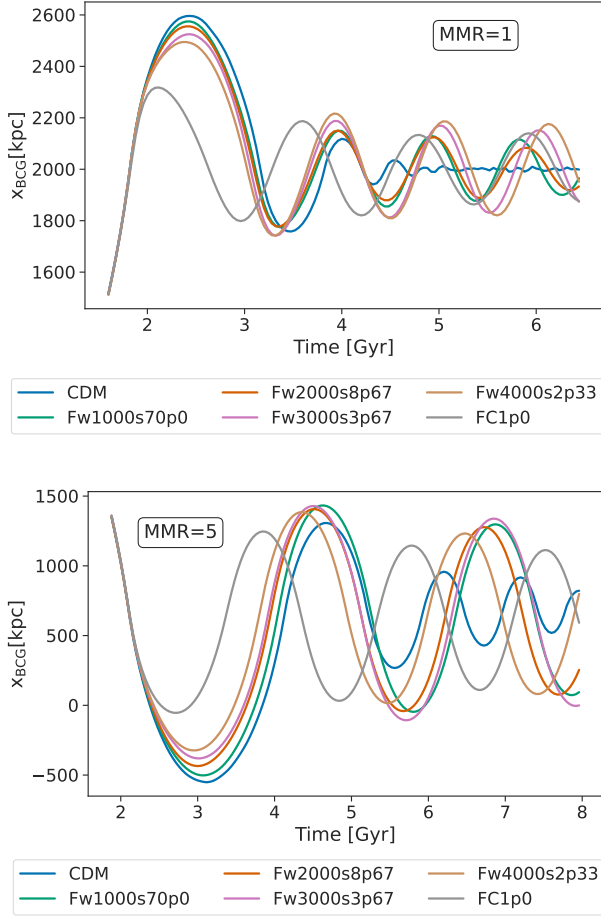 2600
2400
2200
2000
1800
1600
x_BCG[kpc]
MMR=1
2 3 4 5 6
Time [Gyr]
CDM Fw2000s8p67 Fw4000s2p33
Fw1000s70p0 Fw3000s3p67 FC1p0
1500
1000
500
0
−500
x_BCG[kpc]
MMR=5
2 3 4 5 6 7 8
Time [Gyr]
CDM Fw2000s8p67 Fw4000s2p33
Fw1000s70p0 Fw3000s3p67 FC1p0